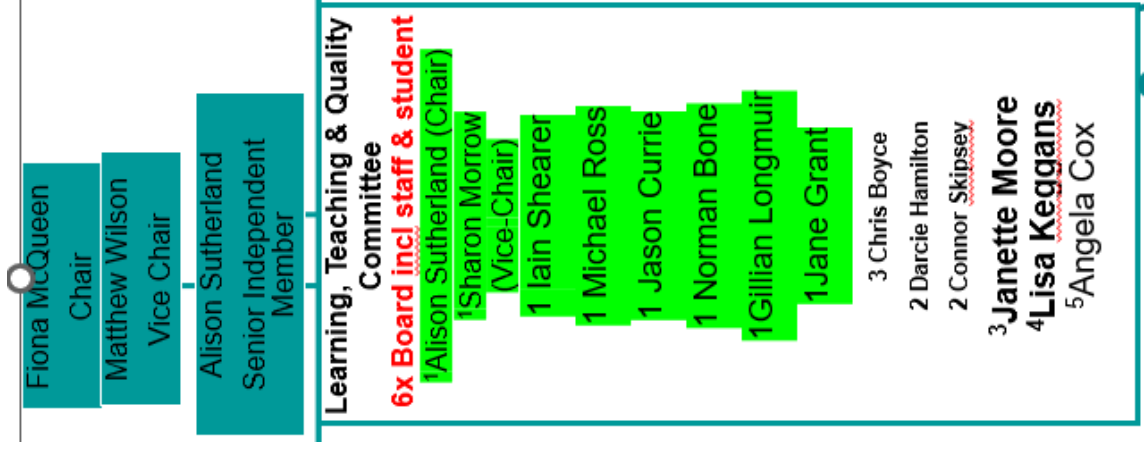 Fiona McQueen
Chair
Matthew Wilson
Vice Chair
Alison Sutherland
Senior Independent
Member
Learning, Teaching & Quality
Committee
6x Board incl staff & student
¹Alison Sutherland (Chair)
¹Sharon Morrow
(Vice-Chair)
1 Iain Shearer
1 Michael Ross
1 Jason Currie
1 Norman Bone
1Gillian Longmuir
1Jane Grant
3 Chris Boyce
2 Darcie Hamilton
2 Connor Skipsey
³Janette Moore
⁴Lisa Keggans
⁵Angela Cox